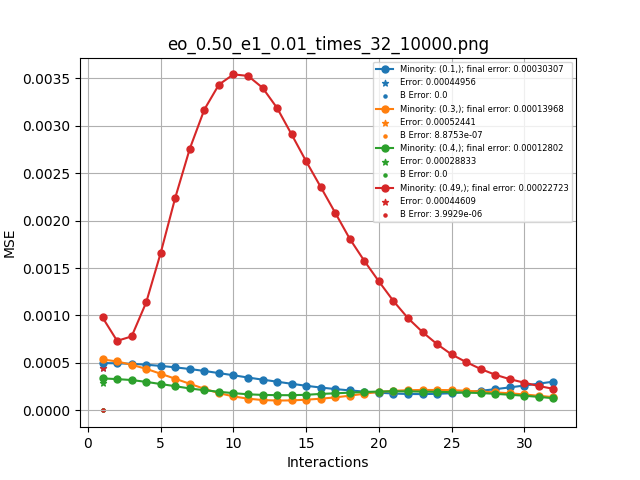 eo_0.50_e1_0.01_times_32_10000.png
Minority: (0.1,); final error: 0.00030307
Error: 0.00044956
B Error: 0.0
Minority: (0.3,); final error: 0.00013968
Error: 0.00052441
B Error: 8.8753e-07
Minority: (0.4,); final error: 0.00012802
Error: 0.00028833
B Error: 0.0
Minority: (0.49,); final error: 0.00022723
Error: 0.00044609
B Error: 3.9929e-06
MSE
0.0035
0.0030
0.0025
0.0020
0.0015
0.0010
0.0005
0.0000
0 5 10 15 20 25 30
Interactions